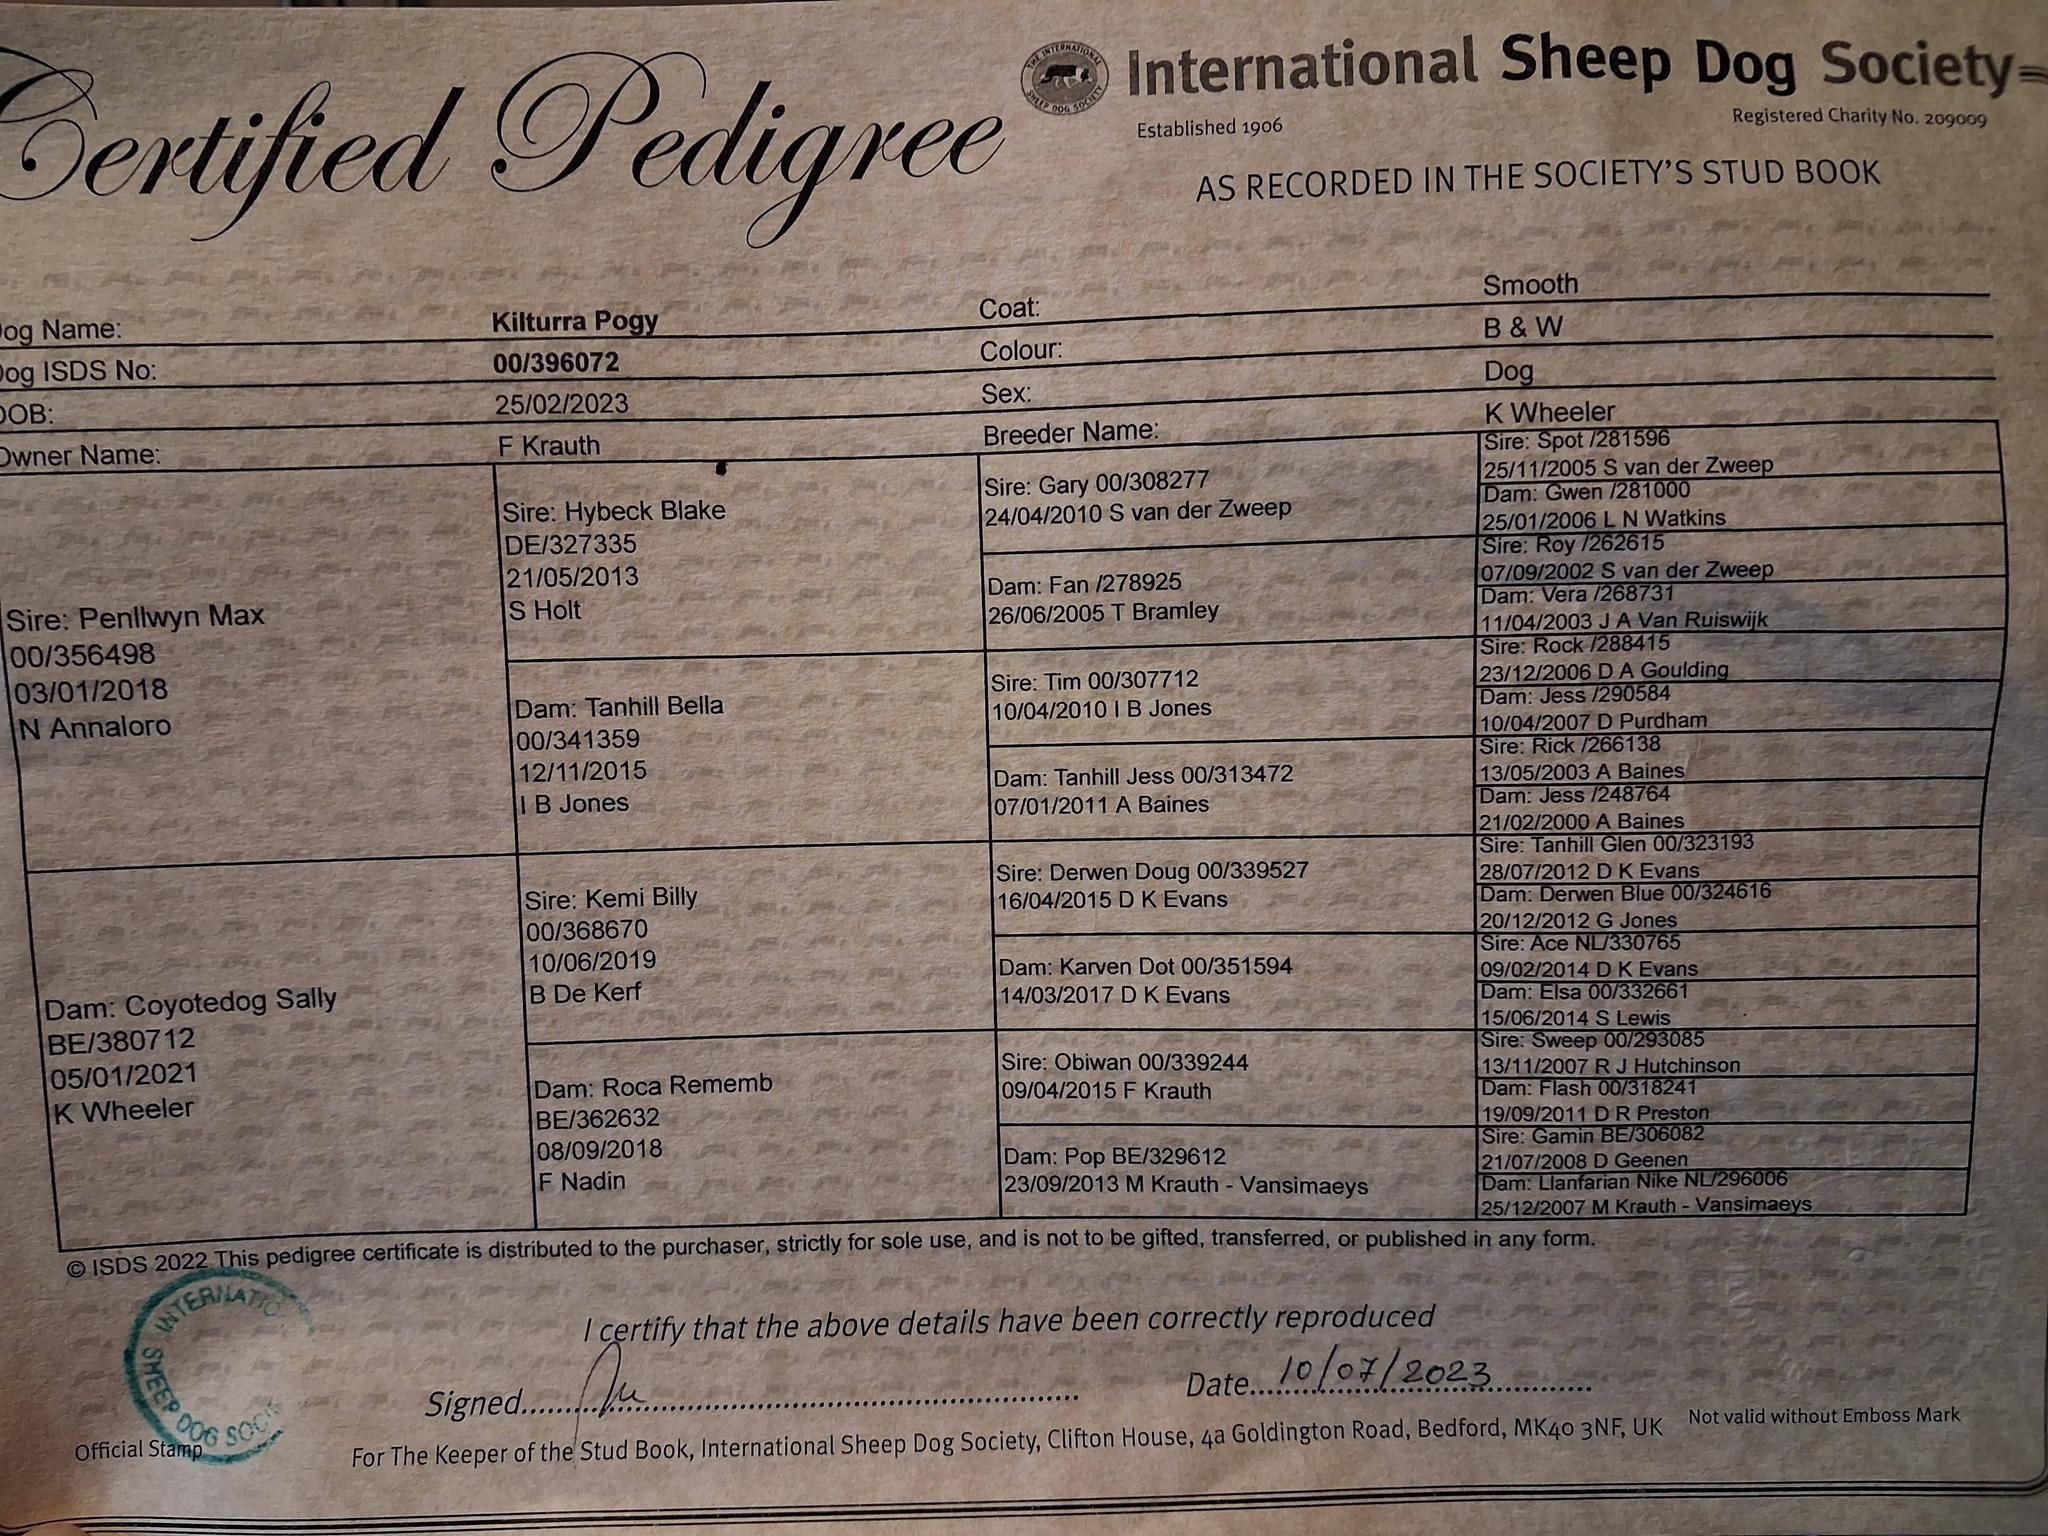 Certified Pedigree
THE INTERNATIONAL SHEEP DOG SOCIETY
International Sheep Dog Society
Established 1906
Registered Charity No. 209009
AS RECORDED IN THE SOCIETY'S STUD BOOK
Dog Name: Kilturra Pogy Coat: Smooth
Dog ISDS No: 00/396072 Colour: B & W
DOB: 25/02/2023 Sex: Dog
Owner Name: F Krauth Breeder Name: K Wheeler
Sire: Penllwyn Max
00/356498
03/01/2018
N Annaloro
Dam: Coyotedog Sally
BE/380712
05/01/2021
K Wheeler
Sire: Hybeck Blake
DE/327335
21/05/2013
S Holt
Dam: Tanhill Bella
00/341359
12/11/2015
I B Jones
Sire: Kemi Billy
00/368670
10/06/2019
B De Kerf
Dam: Roca Rememb
BE/362632
08/09/2018
F Nadin
Sire: Gary 00/308277
24/04/2010 S van der Zweep
Dam: Fan /278925
26/06/2005 T Bramley
Sire: Tim 00/307712
10/04/2010 I B Jones
Dam: Tanhill Jess 00/313472
07/01/2011 A Baines
Sire: Derwen Doug 00/339527
16/04/2015 D K Evans
Dam: Karven Dot 00/351594
14/03/2017 D K Evans
Sire: Obiwan 00/339244
09/04/2015 F Krauth
Dam: Pop BE/329612
23/09/2013 M Krauth - Vansimaeys
Sire: Spot /281596
25/11/2005 S van der Zweep
Dam: Gwen /281000
25/01/2006 L N Watkins
Sire: Roy /262615
07/09/2002 S van der Zweep
Dam: Vera /268731
11/04/2003 J A Van Ruiswijk
Sire: Rock /288415
23/12/2006 D A Goulding
Dam: Jess /290584
10/04/2007 D Purdham
Sire: Rick /266138
13/05/2003 A Baines
Dam: Jess /248764
21/02/2000 A Baines
Sire: Tanhill Glen 00/323193
28/07/2012 D K Evans
Dam: Derwen Blue 00/324616
20/12/2012 G Jones
Sire: Ace NL/330765
09/02/2014 D K Evans
Dam: Elsa 00/332661
15/06/2014 S Lewis
Sire: Sweep 00/293085
13/11/2007 R J Hutchinson
Dam: Flash 00/318241
19/09/2011 D R Preston
Sire: Gamin BE/306082
21/07/2008 D Geenen
Dam: Llanfarian Nike NL/296006
25/12/2007 M Krauth - Vansimaeys
© ISDS 2022 This pedigree certificate is distributed to the purchaser, strictly for sole use, and is not to be gifted, transferred, or published in any form.
INTERNATIO SHEEP DOG SOCI
I certify that the above details have been correctly reproduced
Signed..........
Date....10/07/2023..........
Official Stamp
For The Keeper of the Stud Book, International Sheep Dog Society, Clifton House, 4a Goldington Road, Bedford, MK40 3NF, UK
Not valid without Emboss Mark